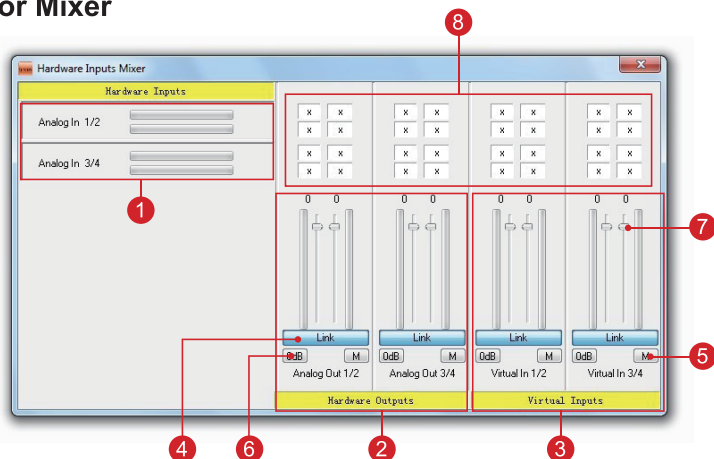 or Mixer
8
Hardware Inputs Mixer
x
Hardware Inputs
Analog In 1/2
Analog In 3/4
1
x x x x x x x x
x x x x x x x x
x x x x x x x x
x x x x x x x x
0 0 0 0 0 0 0 0
7
Link Link Link Link
0dB M 0dB M 0dB M 0dB M
5
Analog Out 1/2 Analog Out 3/4 Virtual In 1/2 Virtual In 3/4
Hardware Outputs Virtual Inputs
4 6 2 3